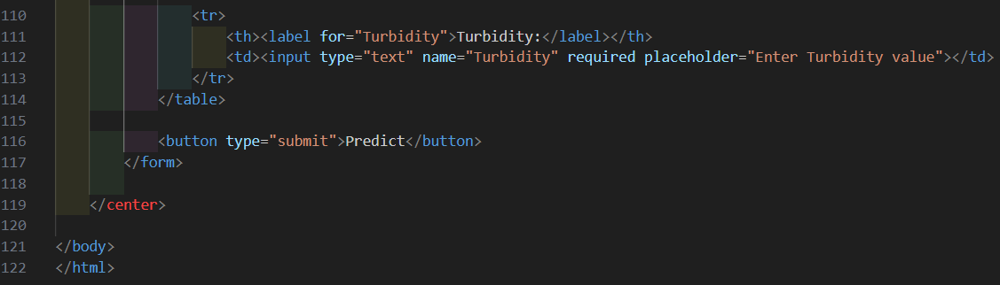 110 <tr>
111 <th><label for="Turbidity">Turbidity:</label></th>
112 <td><input type="text" name="Turbidity" required placeholder="Enter Turbidity value"></td>
113 </tr>
114 </table>
115
116 <button type="submit">Predict</button>
117 </form>
118
119 </center>
120
121 </body>
122 </html>